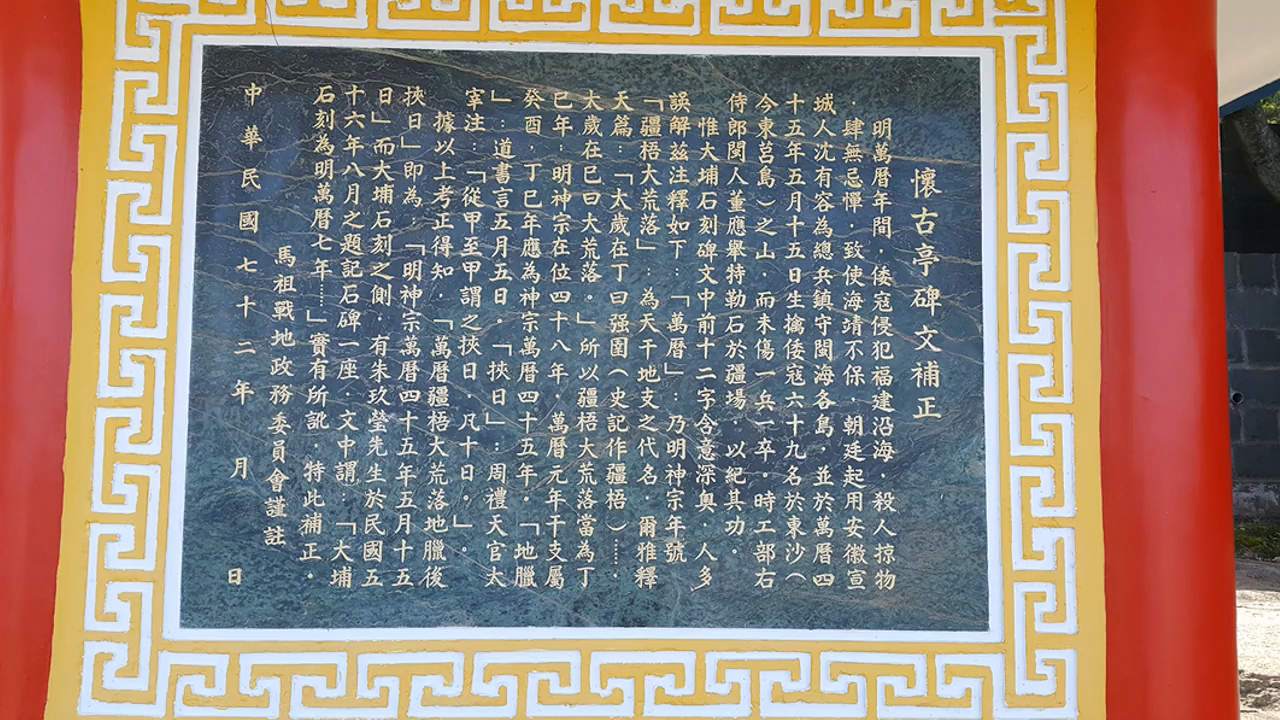 懷古亭碑文補正
明萬曆年間，倭寇侵犯福建沿海，殺人掠物
，肆無忌憚，致使海靖不保，朝廷起用安徽宣
城人沈有容為總兵鎮守閩海各島，並於萬曆四
十五年五月十五日生擒倭寇六十九名於東沙（
今東莒島）之山，而未傷一兵一卒。時工部右
侍郎閩人董應舉特勒石於疆場，以紀其功。
惟大埔石刻碑文中前十二字含意深奧，人多
誤解茲注釋如下：「萬曆」：乃明神宗年號
「疆梧大荒落」：為天干地支之代名，爾雅釋
天篇：「太歲在丁曰强圉（史記作疆梧）……，
太歲在巳曰大荒落。」所以疆梧大荒落當為丁
巳年；明神宗在位四十八年，萬曆元年干支屬
癸酉，丁巳年應為神宗萬曆四十五年。「地臘
」：道書言五月五日。「挾日」：周禮天官太
宰注：「從甲至甲謂之挾日，凡十日。」。
據以上考正得知，「萬曆疆梧大荒落地臘後
挾日」即為：「明神宗萬曆四十五年五月十五
日」而大埔石刻之側，有朱玖瑩先生於民國五
十六年八月之題記石碑一座，文中謂：「大埔
石刻為明萬曆七年……」實有所訛，特此補正。
馬祖戰地政務委員會謹註
中華民國七十二年 月 日